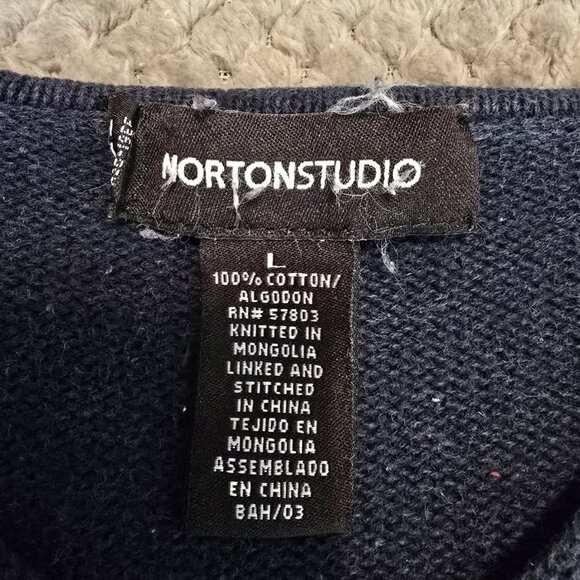 NORTONSTUDIO
L
100% COTTON/
ALGODON
RN# 57803
KNITTED IN
MONGOLIA
LINKED AND
STITCHED
IN CHINA
TEJIDO EN
MONGOLIA
ASSEMBLADO
EN CHINA
BAH/03